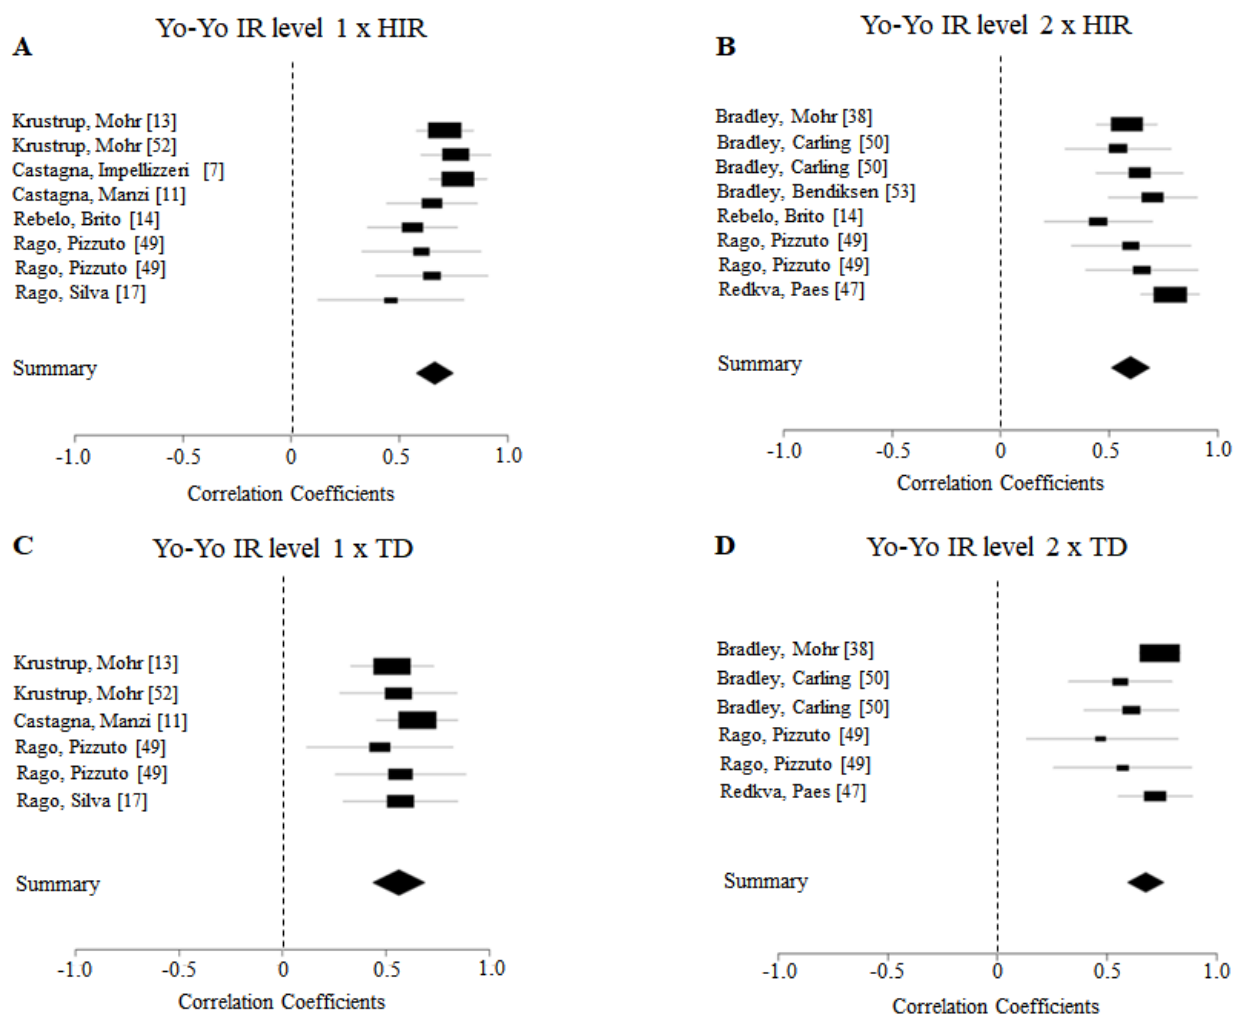 A
Yo-Yo IR level 1 x HIR
Krustrup, Mohr [13]
Krustrup, Mohr [52]
Castagna, Impellizzeri [7]
Castagna, Manzi [11]
Rebelo, Brito [14]
Rago, Pizzuto [49]
Rago, Pizzuto [49]
Rago, Silva [17]
Summary
-1.0 -0.5 0 0.5 1.0
Correlation Coefficients
B
Yo-Yo IR level 2 x HIR
Bradley, Mohr [38]
Bradley, Carling [50]
Bradley, Carling [50]
Bradley, Bendiksen [53]
Rebelo, Brito [14]
Rago, Pizzuto [49]
Rago, Pizzuto [49]
Redkva, Paes [47]
Summary
-1.0 -0.5 0 0.5 1.0
Correlation Coefficients
C
Yo-Yo IR level 1 x TD
Krustrup, Mohr [13]
Krustrup, Mohr [52]
Castagna, Manzi [11]
Rago, Pizzuto [49]
Rago, Pizzuto [49]
Rago, Silva [17]
Summary
-1.0 -0.5 0 0.5 1.0
Correlation Coefficients
D
Yo-Yo IR level 2 x TD
Bradley, Mohr [38]
Bradley, Carling [50]
Bradley, Carling [50]
Rago, Pizzuto [49]
Rago, Pizzuto [49]
Redkva, Paes [47]
Summary
-1.0 -0.5 0 0.5 1.0
Correlation Coefficients